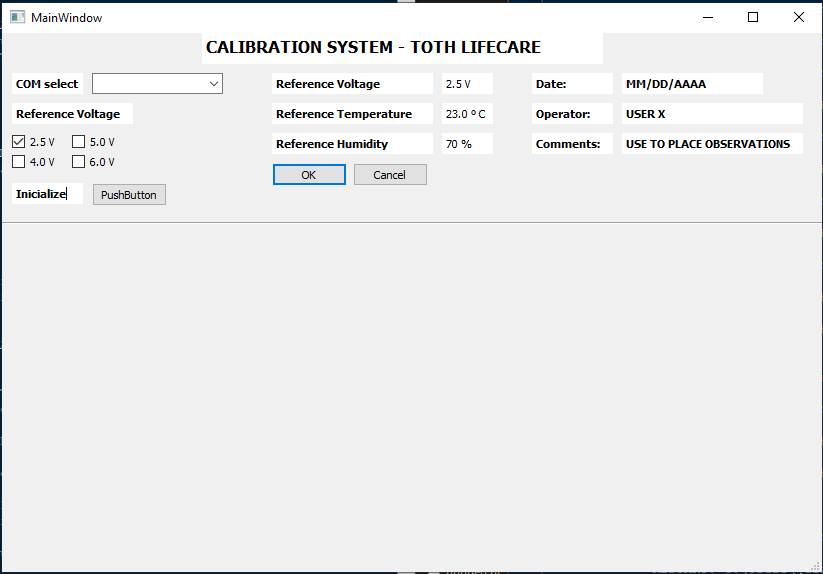 MainWindow
CALIBRATION SYSTEM - TOTH LIFECARE
COM select
Reference Voltage
2.5 V
5.0 V
4.0 V
6.0 V
Inicialize
PushButton
Reference Voltage
2.5 V
Reference Temperature
23.0 º C
Reference Humidity
70 %
OK
Cancel
Date:
MM/DD/AAAA
Operator:
USER X
Comments:
USE TO PLACE OBSERVATIONS